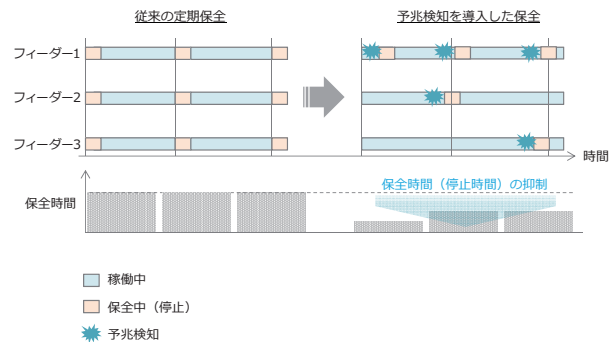 従来の定期保全
予兆検知を導入した保全
フィーダー1
フィーダー2
フィーダー3
時間
保全時間（停止時間）の抑制
保全時間
稼働中
保全中（停止）
予兆検知